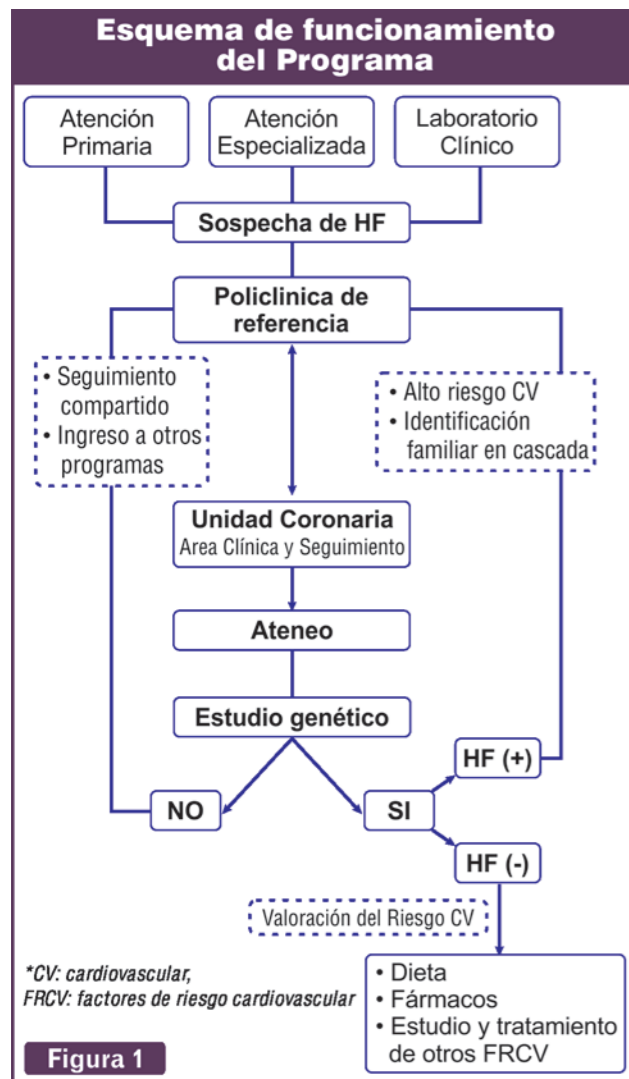 Esquema de funcionamiento
del Programa
Atención
Primaria
Atención
Especializada
Laboratorio
Clínico
Sospecha de HF
Policlinica de
referencia
• Seguimiento
compartido
• Ingreso a otros
programas
• Alto riesgo CV
• Identificación
familiar en cascada
Unidad Coronaria
Area Clínica y Seguimiento
Ateneo
Estudio genético
HF (+)
NO
SI
HF (-)
Valoración del Riesgo CV
*CV: cardiovascular,
FRCV: factores de riesgo cardiovascular
• Dieta
• Fármacos
• Estudio y tratamiento
de otros FRCV
Figura 1